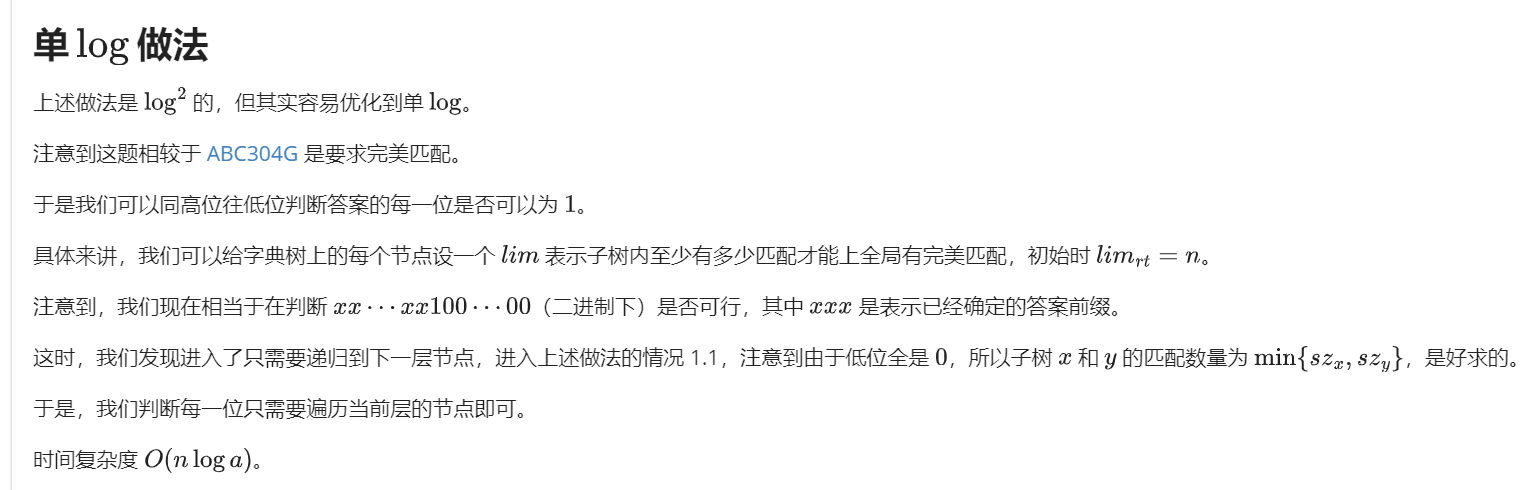 单 log 做法
上述做法是 log² 的，但其实容易优化到单 log。
注意到这题相较于 ABC304G 是要求完美匹配。
于是我们可以同高位往低位判断答案的每一位是否可以为 1。
具体来讲，我们可以给字典树上的每个节点设一个 lim 表示子树内至少有多少匹配才能上全局有完美匹配，初始时 lim_{rt} = n。
注意到，我们现在相当于在判断 xx⋯xx100⋯00（二进制下）是否可行，其中 xxx 是表示已经确定的答案前缀。
这时，我们发现进入了只需要递归到下一层节点，进入上述做法的情况 1.1，注意到由于低位全是 0，所以子树 x 和 y 的匹配数量为 min{sz_x, sz_y}，是好求的。
于是，我们判断每一位只需要遍历当前层的节点即可。
时间复杂度 O(n log a)。